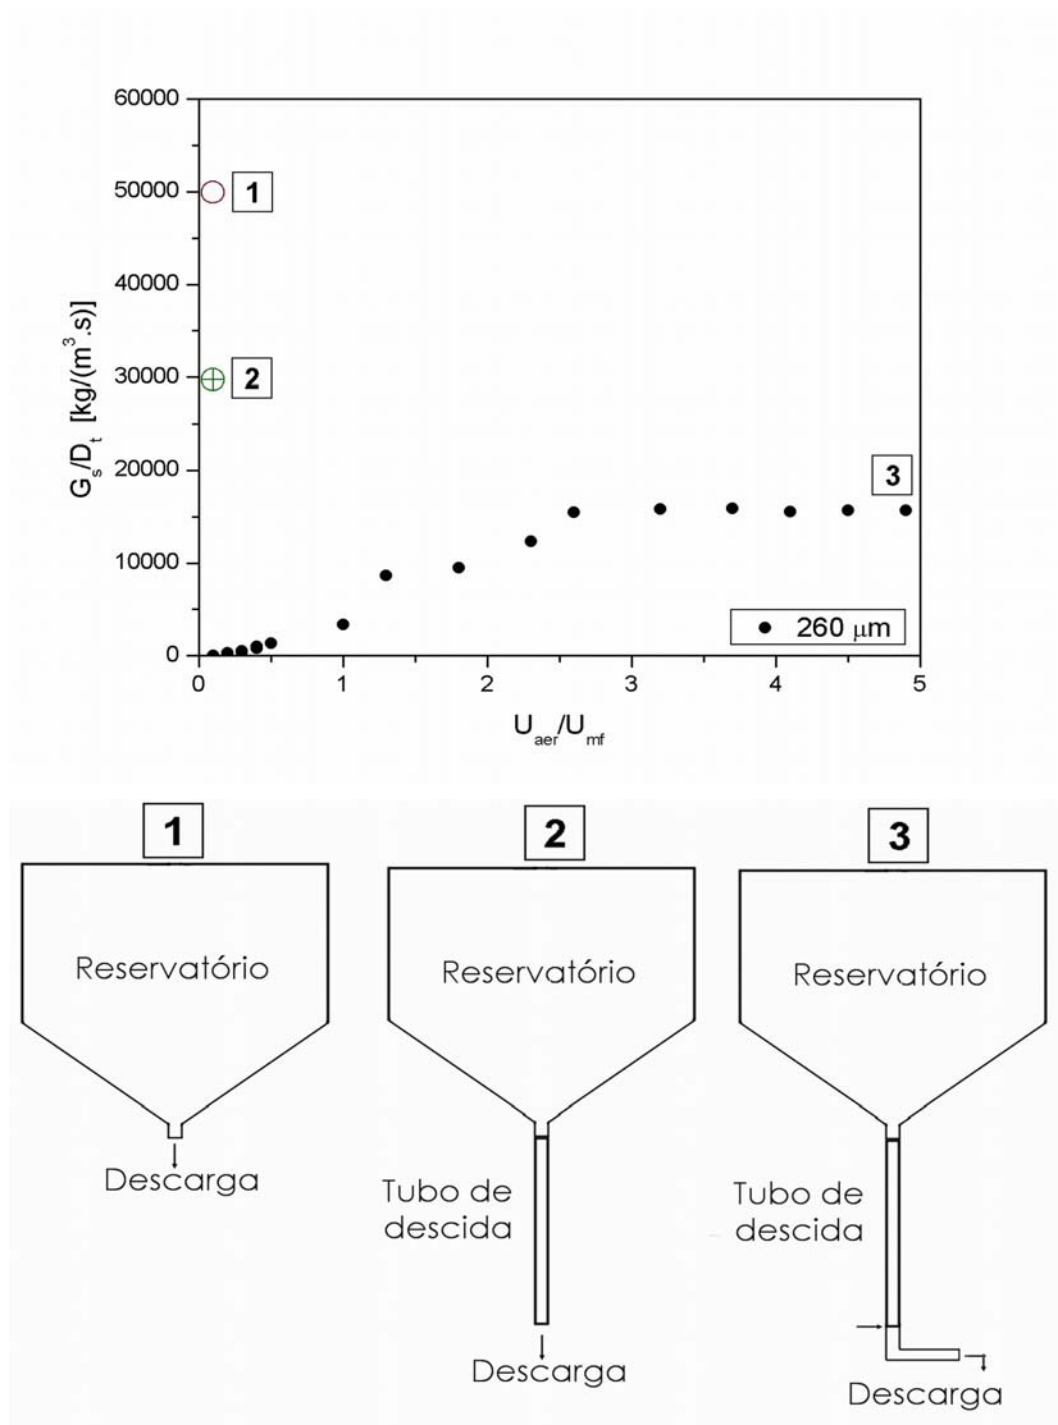 60000
50000
1
40000
G_s/D_t [kg/(m³.s)]
30000
2
20000
3
10000
260 μm
0
0 1 2 3 4 5
U_aer/U_mf
1 2 3
Reservatório Reservatório Reservatório
Descarga
Tubo de descida
Tubo de descida
Descarga
Descarga